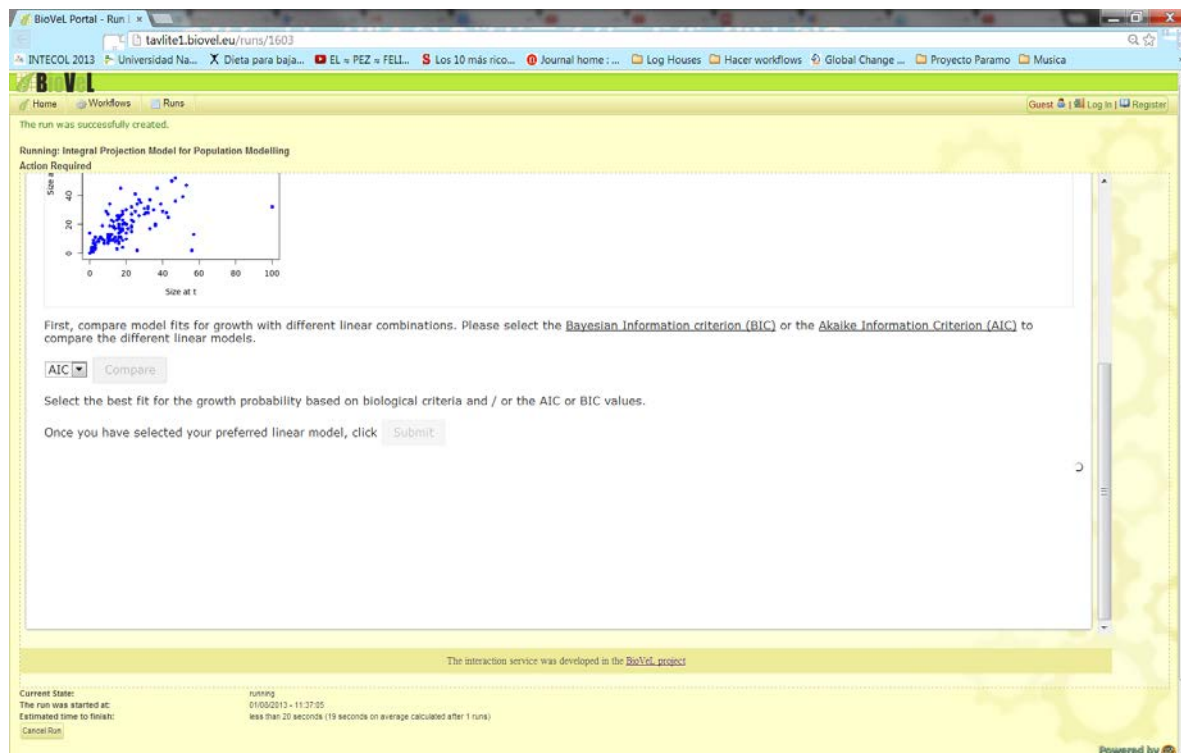 BioVeL Portal - Run |
tavlite1.biovel.eu/runs/1603
INTECOL 2013 Universidad Na... Dieta para baja... EL ≈ PEZ ≈ FELI... Los 10 más rico... Journal home : ... Log Houses Hacer workflows Global Change ... Proyecto Paramo Musica
BioVeL
Home Workflows Runs Guest | Log In | Register
The run was successfully created.
Running: Integral Projection Model for Population Modelling
Action Required
Size a
40
20
0
0 20 40 60 80 100
Size at t
First, compare model fits for growth with different linear combinations. Please select the Bayesian Information criterion (BIC) or the Akaike Information Criterion (AIC) to
compare the different linear models.
AIC Compare
Select the best fit for the growth probability based on biological criteria and / or the AIC or BIC values.
Once you have selected your preferred linear model, click Submit
The interaction service was developed in the BioVeL project
Current State: running
The run was started at: 01/08/2013 - 11:37:05
Estimated time to finish: less than 20 seconds (19 seconds on average calculated after 1 runs)
Cancel Run
Powered by